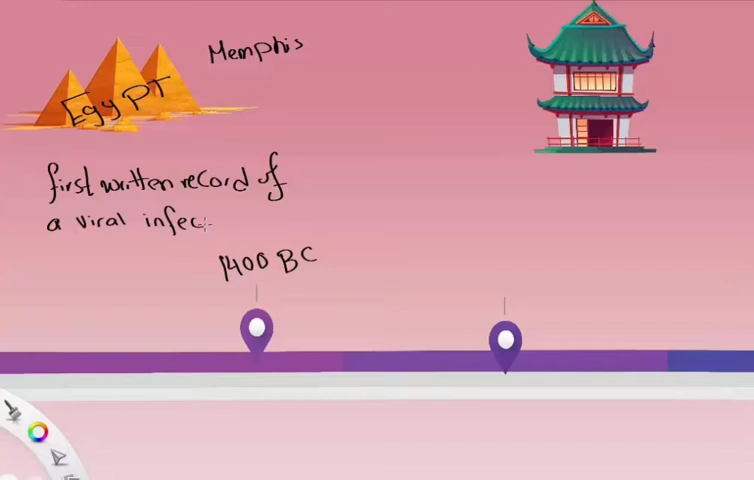 Memphis
EgyPT
first written record of
a viral infec
1400 BC